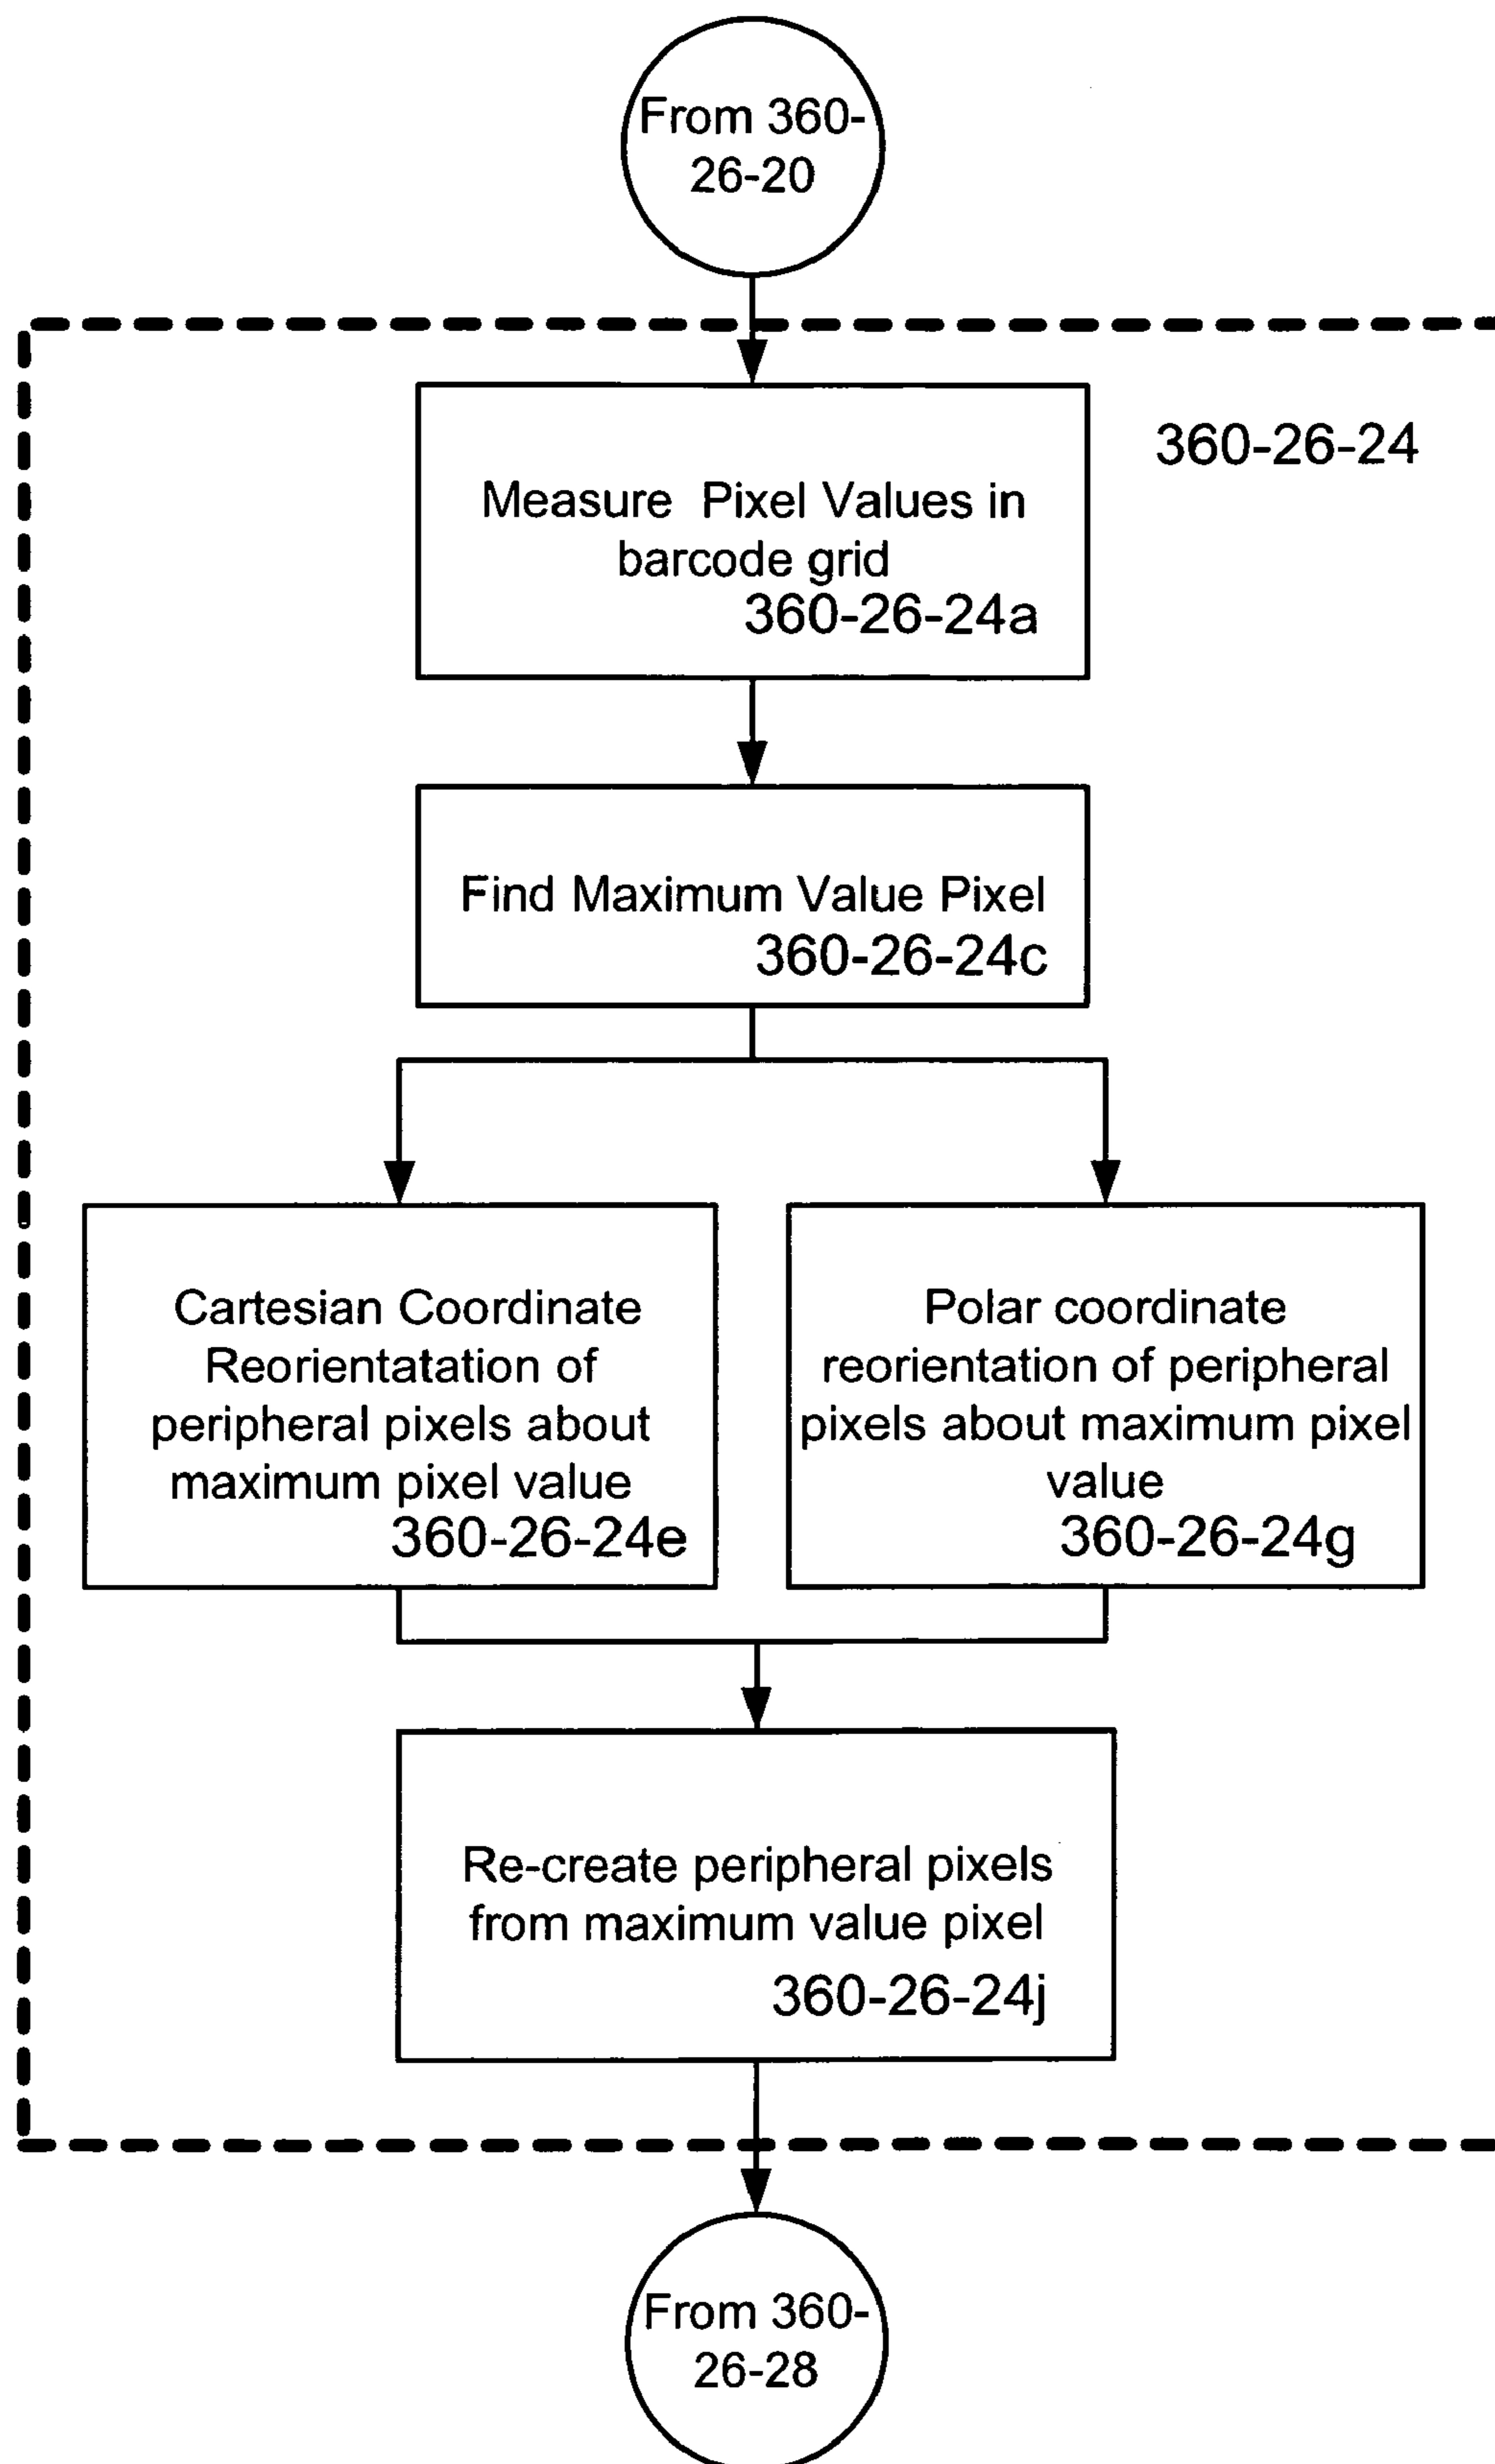 From 360-
26-20
360-26-24
Measure Pixel Values in
barcode grid
360-26-24a
Find Maximum Value Pixel
360-26-24c
Cartesian Coordinate
Reorientatation of
peripheral pixels about
maximum pixel value
360-26-24e
Polar coordinate
reorientation of peripheral
pixels about maximum pixel
value
360-26-24g
Re-create peripheral pixels
from maximum value pixel
360-26-24j
From 360-
26-28